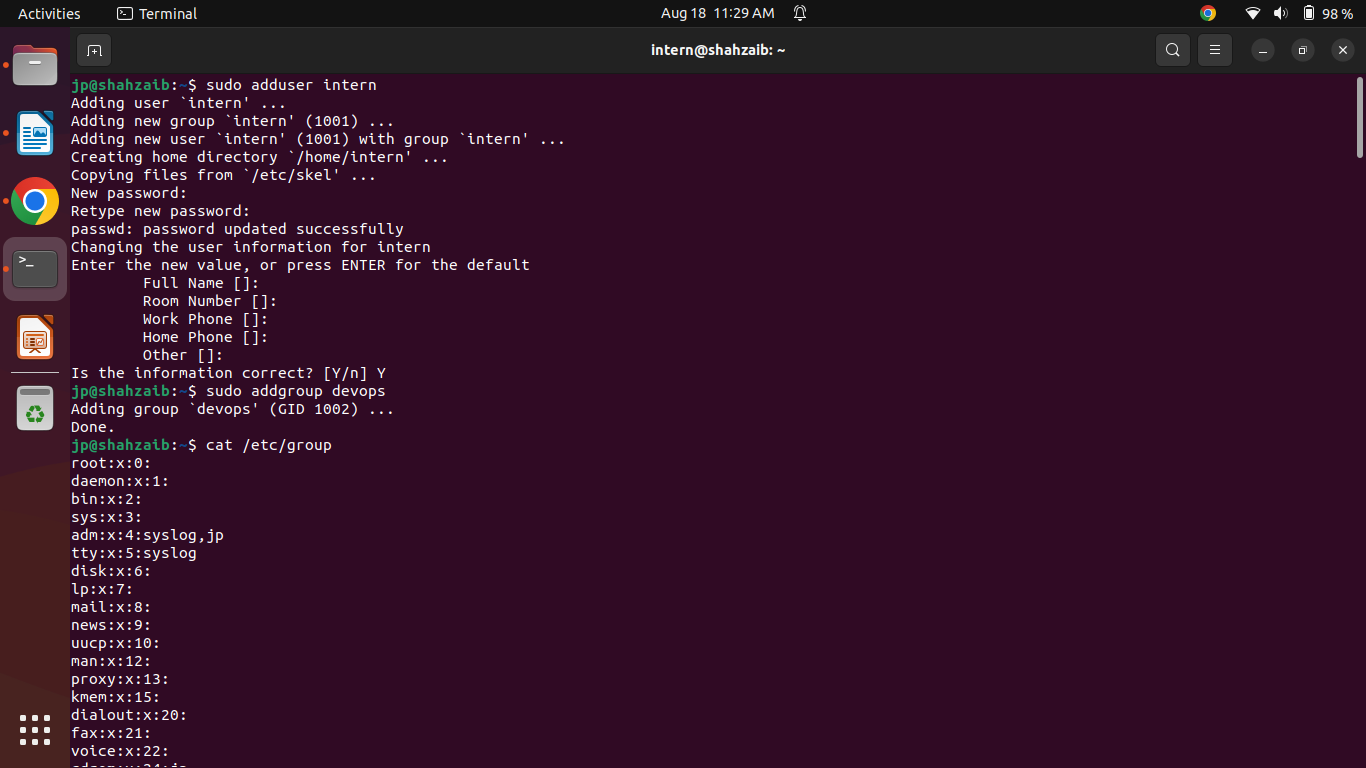 Activities
Terminal
Aug 18 11:29 AM
98 %
intern@shahzaib: ~
jp@shahzaib:~$ sudo adduser intern
Adding user `intern' ...
Adding new group `intern' (1001) ...
Adding new user `intern' (1001) with group `intern' ...
Creating home directory `/home/intern' ...
Copying files from `/etc/skel' ...
New password:
Retype new password:
passwd: password updated successfully
Changing the user information for intern
Enter the new value, or press ENTER for the default
Full Name []:
Room Number []:
Work Phone []:
Home Phone []:
Other []:
Is the information correct? [Y/n] Y
jp@shahzaib:~$ sudo addgroup devops
Adding group `devops' (GID 1002) ...
Done.
jp@shahzaib:~$ cat /etc/group
root:x:0:
daemon:x:1:
bin:x:2:
sys:x:3:
adm:x:4:syslog,jp
tty:x:5:syslog
disk:x:6:
lp:x:7:
mail:x:8:
news:x:9:
uucp:x:10:
man:x:12:
proxy:x:13:
kmem:x:15:
dialout:x:20:
fax:x:21:
voice:x:22: